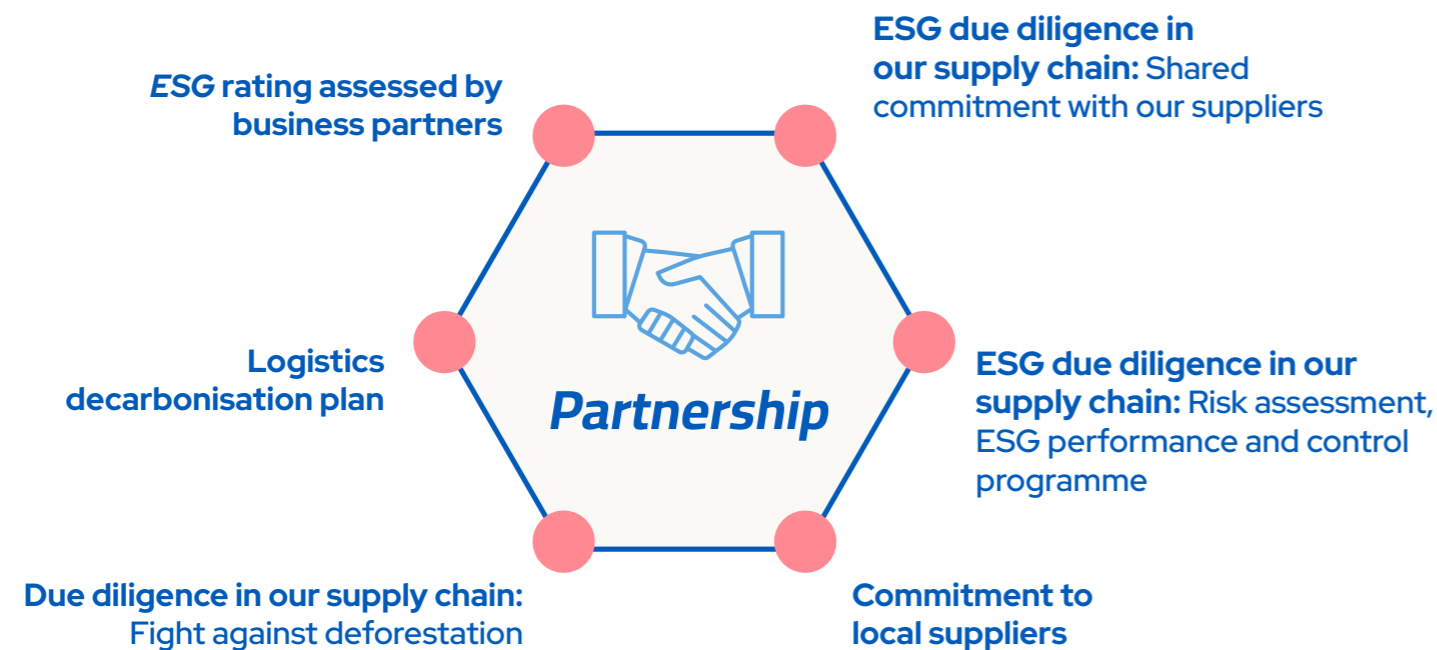 ESG rating assessed by
business partners
ESG due diligence in
our supply chain: Shared
commitment with our suppliers
Logistics
decarbonisation plan
Partnership
ESG due diligence in our
supply chain: Risk assessment,
ESG performance and control
programme
Due diligence in our supply chain:
Fight against deforestation
Commitment to
local suppliers